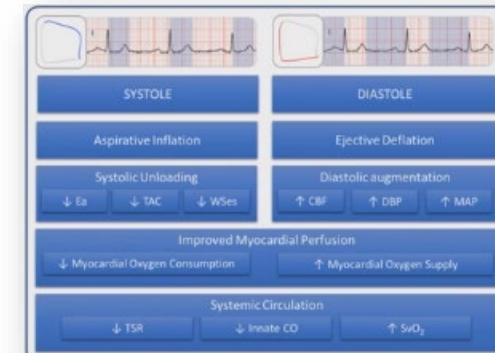 I
I
SYSTOLE
DIASTOLE
Aspirative Inflation
Ejective Deflation
Systolic Unloading
Diastolic augmentation
↓ Ea
↓ TAC
↓ WSes
↑ CBF
↑ DBP
↑ MAP
Improved Myocardial Perfusion
↓ Myocardial Oxygen Consumption
↑ Myocardial Oxygen Supply
Systemic Circulation
↓ TSR
↓ Innate CO
↑ SvO₂